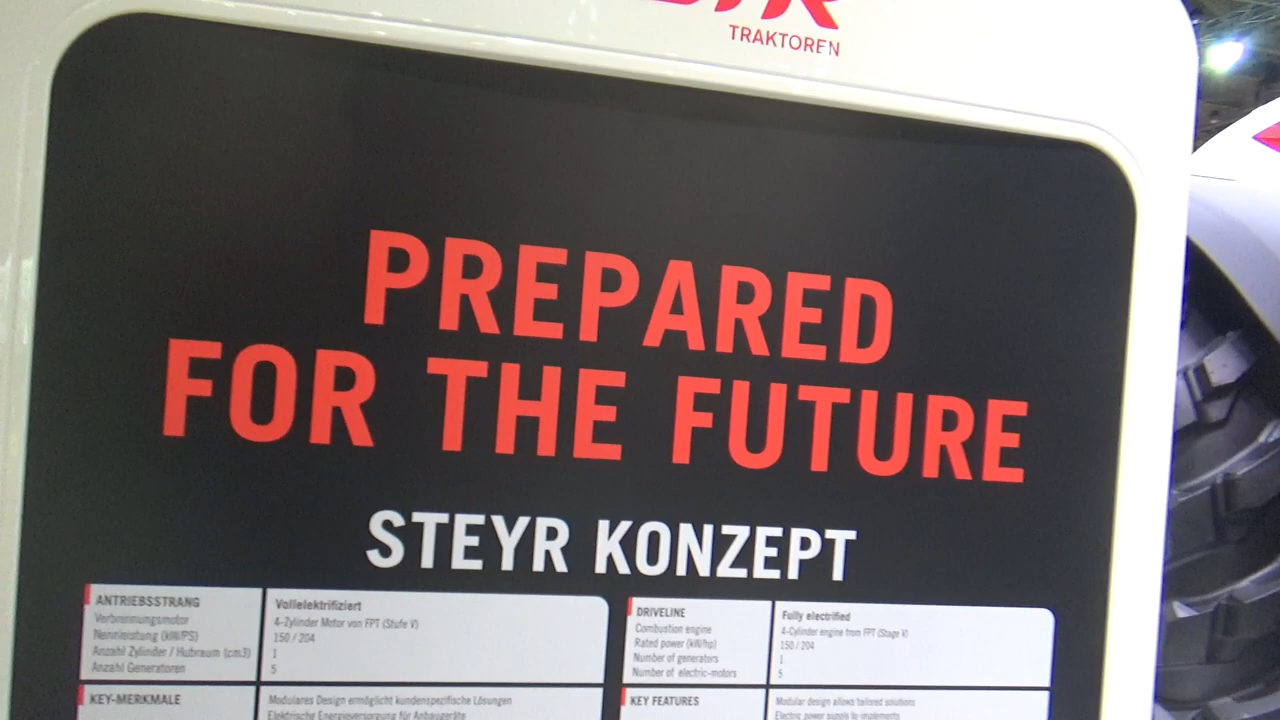 TRAKTOREN
PREPARED
FOR THE FUTURE
STEYR KONZEPT
ANTRIEBSSTRANG Vollelektrifiziert
Verbrennungsmotor 4-Zylinder Motor von FPT (Stufe V)
Nennleistung (kW/PS) 150 / 204
Anzahl Zylinder / Hubraum (cm3) 1
Anzahl Generatoren 5
KEY-MERKMALE Modulares Design ermöglicht kundenspezifische Lösungen
Elektrische Energieversorgung für Anbaugeräte
DRIVELINE Fully electrified
Combustion engine 4-Cylinder engine from FPT (Stage V)
Rated power (kW/hp) 150 / 204
Number of generators 1
Number of electric-motors 5
KEY FEATURES Modular design allows tailored solutions
Electric power supply to implements